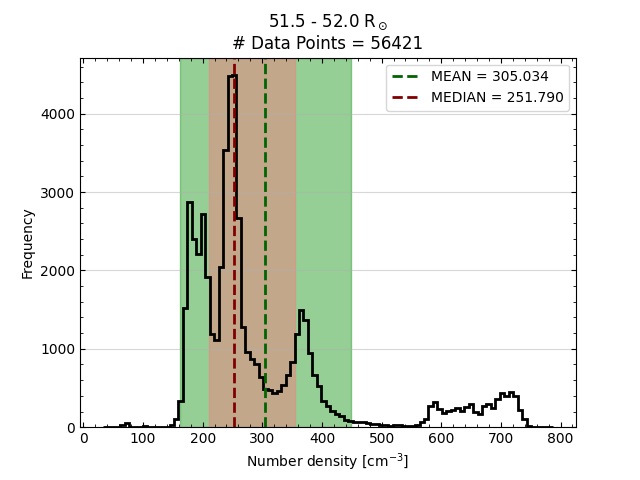 51.5 - 52.0 R⊙
# Data Points = 56421
MEAN = 305.034
MEDIAN = 251.790
Frequency
4000
3000
2000
1000
0
0 100 200 300 400 500 600 700 800
Number density [cm⁻³]